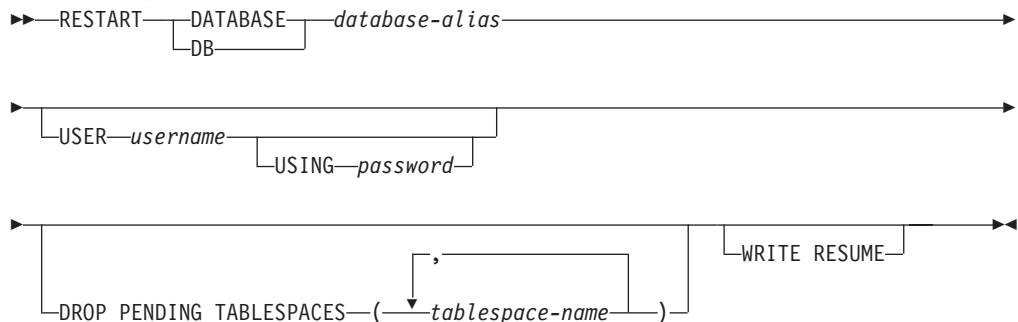 RESTART DATABASE database-alias
DB
USER username
USING password
WRITE RESUME
,
DROP PENDING TABLESPACES ( tablespace-name )